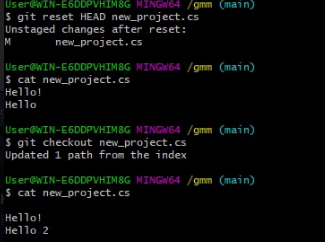 User@WIN-E6DDPVHIM8G MINGW64 /gmm (main)
$ git reset HEAD new_project.cs
Unstaged changes after reset:
M       new_project.cs
User@WIN-E6DDPVHIM8G MINGW64 /gmm (main)
$ cat new_project.cs
Hello!
Hello
User@WIN-E6DDPVHIM8G MINGW64 /gmm (main)
$ git checkout new_project.cs
Updated 1 path from the index
User@WIN-E6DDPVHIM8G MINGW64 /gmm (main)
$ cat new_project.cs
Hello!
Hello 2